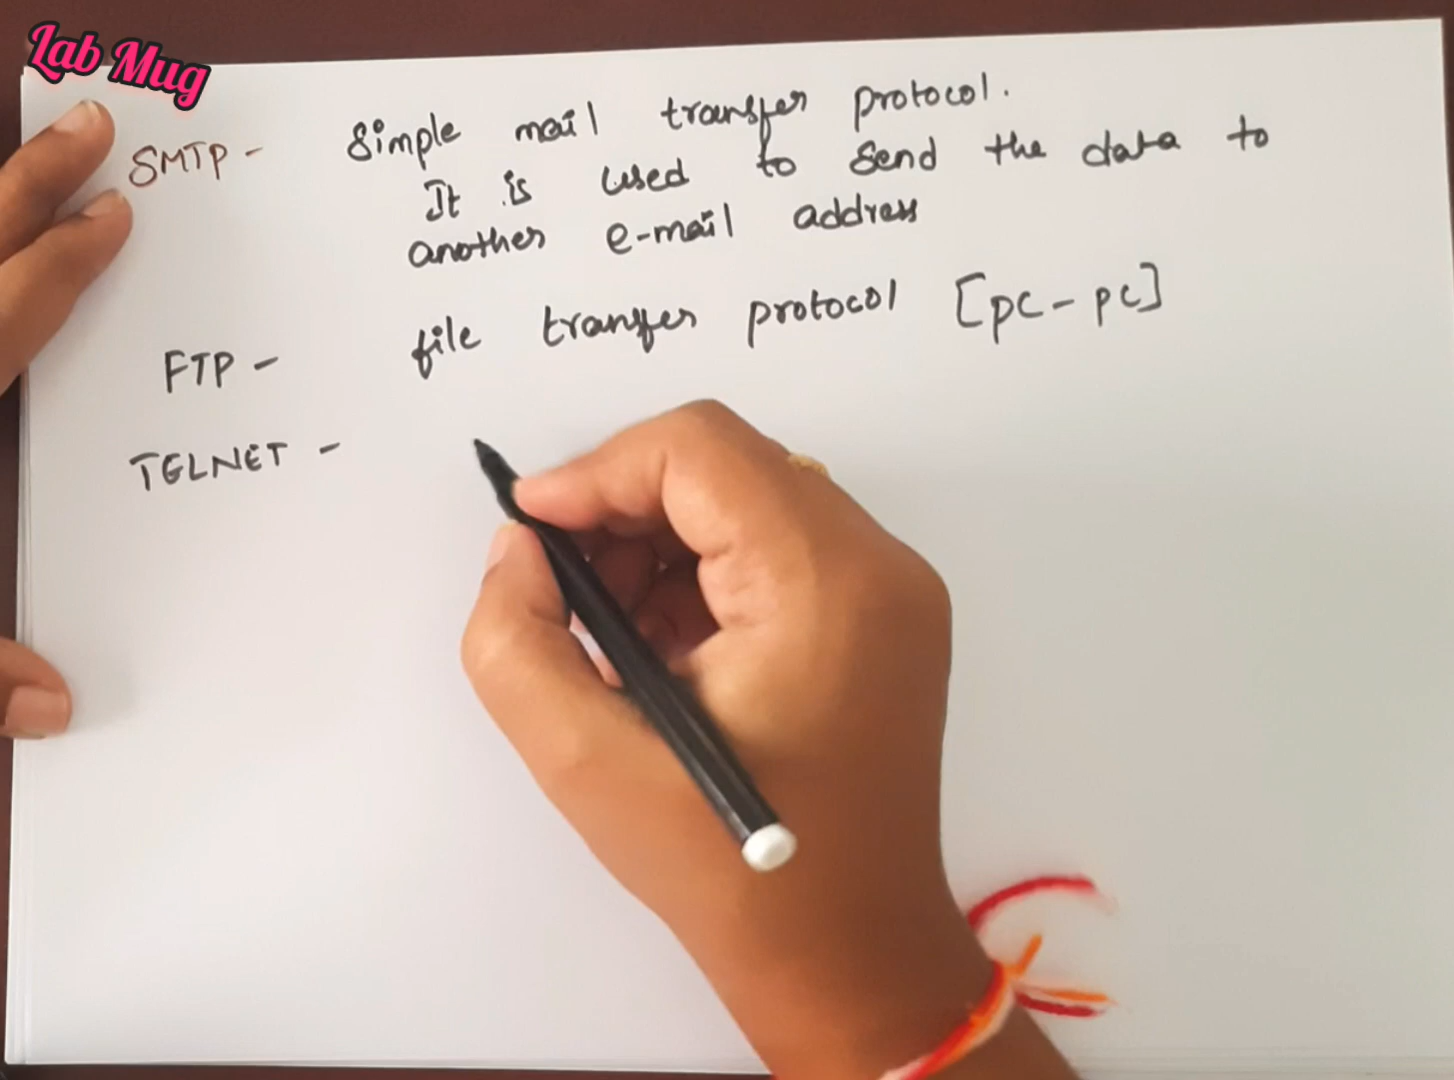 Lab Mug
SMTP - Simple mail transfer protocol.
It is used to send the data to
another e-mail address
FTP - file transfer protocol [pc - pc]
TELNET -